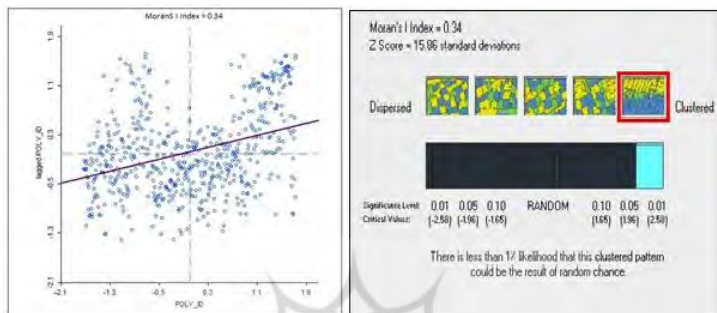 MoranS I Index = 0.34
1.9
1.1
0.3
-0.5
-1.3
-2.1
lagged POLY_ID
-2.1 -1.3 -0.5 0.3 1.1 1.9
POLY_ID
Moran's I Index = 0.34
Z Score = 15.86 standard deviations
Dispersed Clustered
Significance Level: 0.01 0.05 0.10 RANDOM 0.10 0.05 0.01
Critical Values: (-2.58) (-1.96) (-1.65) (1.65) (1.96) (2.58)
There is less than 1% likelihood that this clustered pattern
could be the result of random chance.